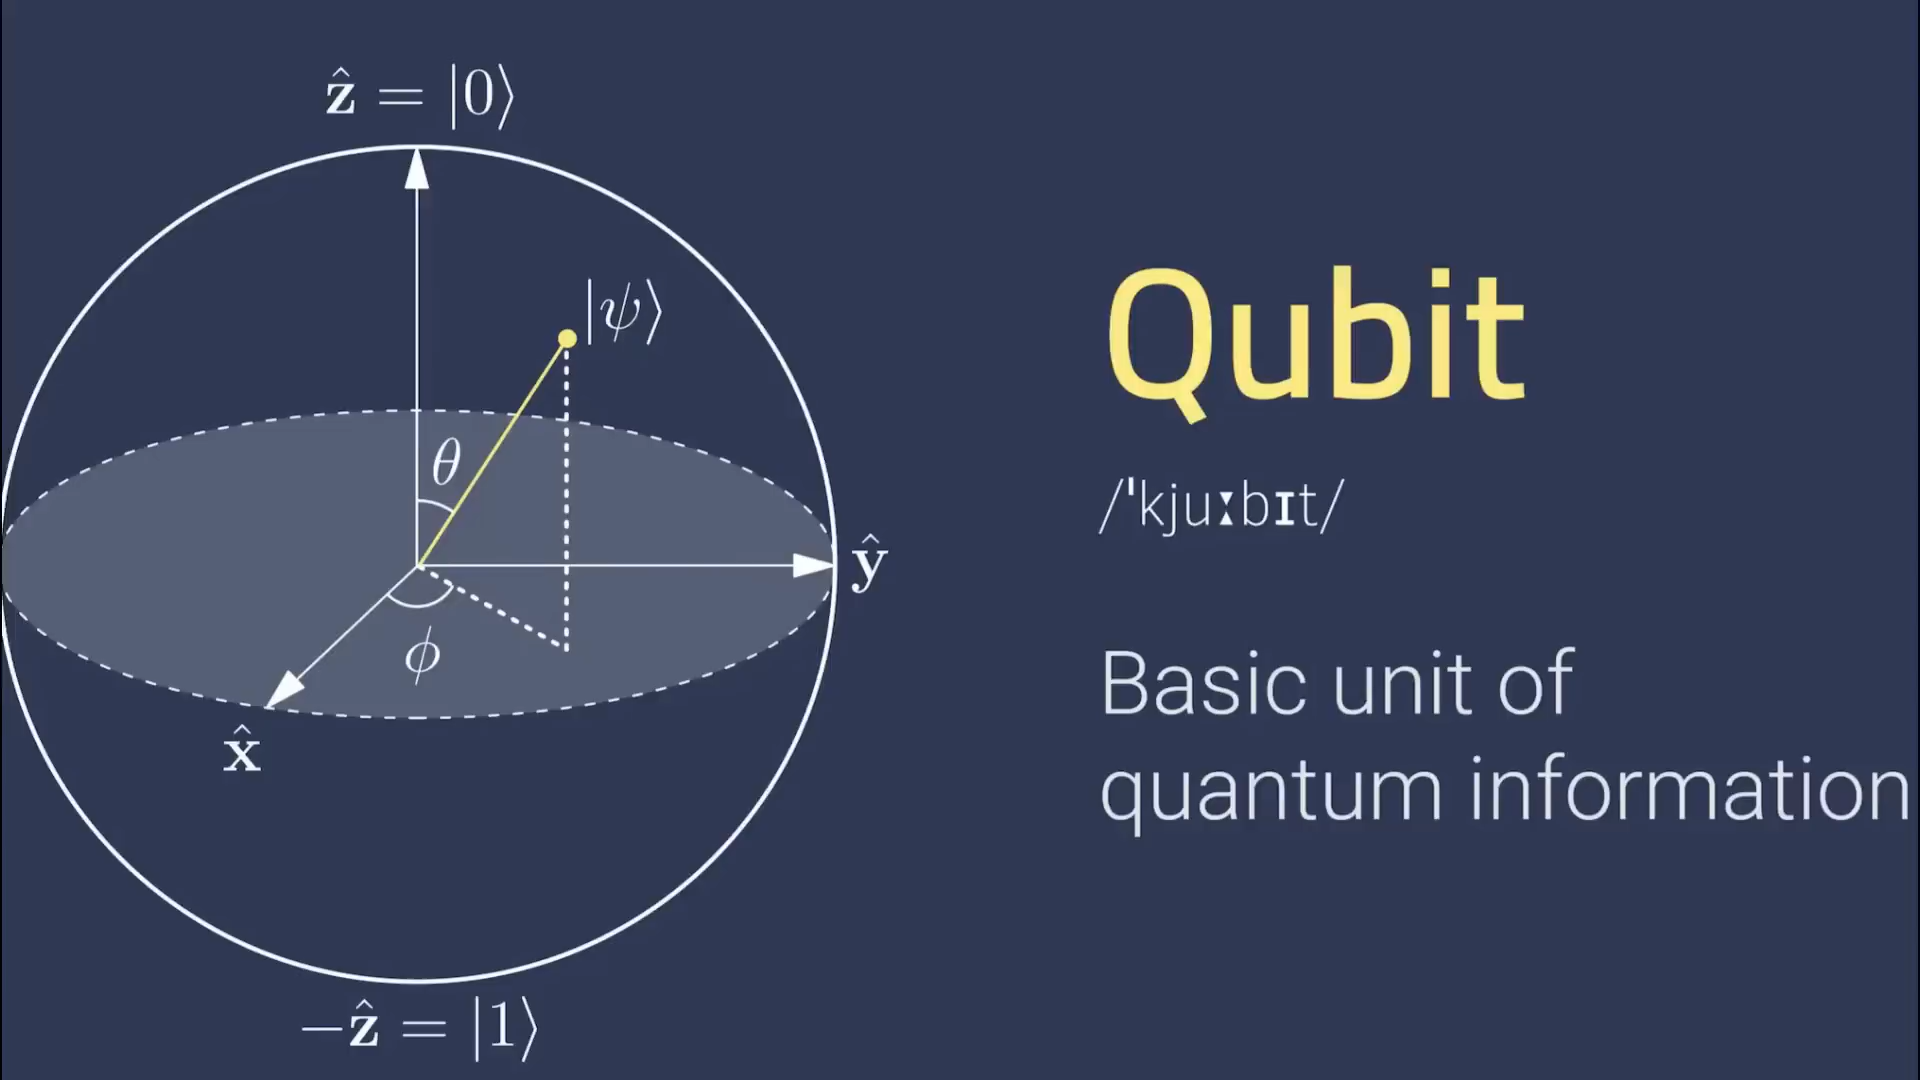 ẑ = |0⟩
|ψ⟩
θ
ŷ
ϕ
x̂
−ẑ = |1⟩
Qubit
/ˈkjuːbɪt/
Basic unit of
quantum information